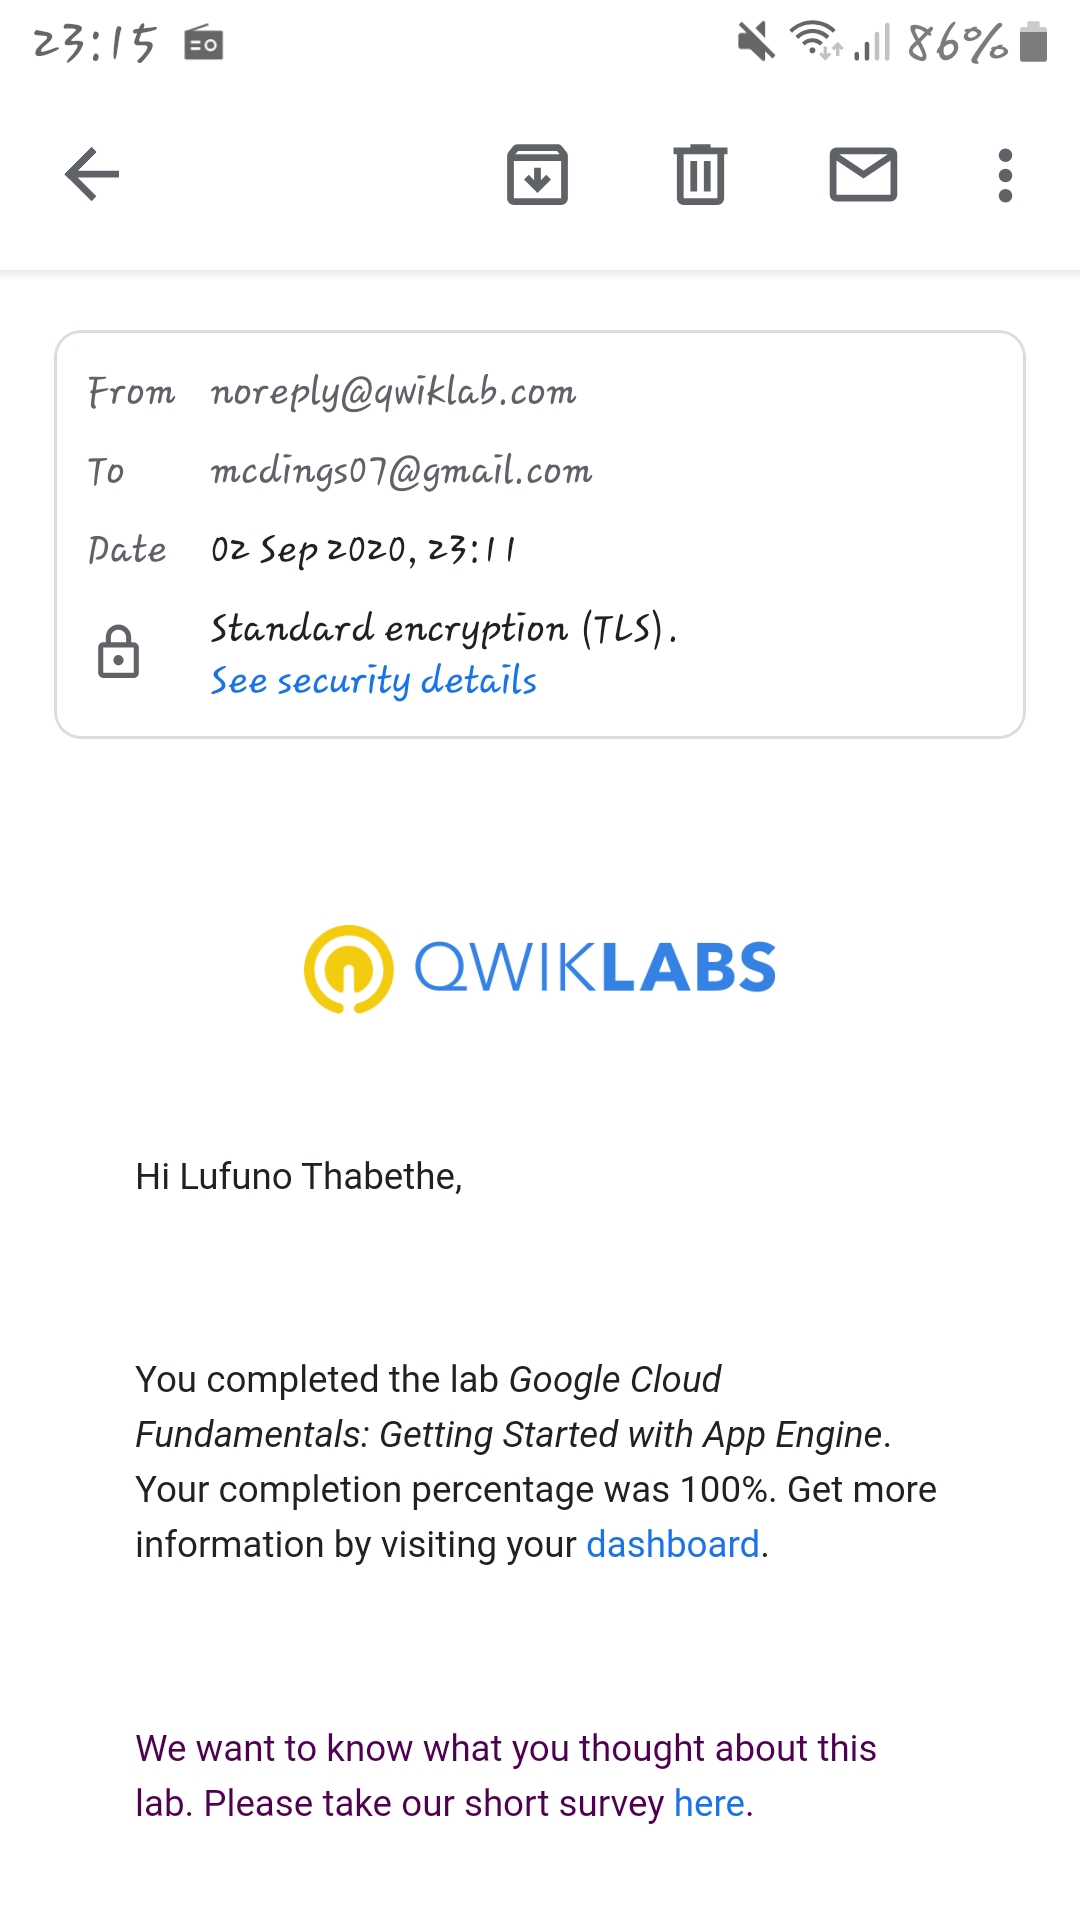 23:15 86%
From noreply@qwiklab.com
To mcdings07@gmail.com
Date 02 Sep 2020, 23:11
Standard encryption (TLS).
See security details
QWIKLABS
Hi Lufuno Thabethe,
You completed the lab Google Cloud
Fundamentals: Getting Started with App Engine.
Your completion percentage was 100%. Get more
information by visiting your dashboard.
We want to know what you thought about this
lab. Please take our short survey here.